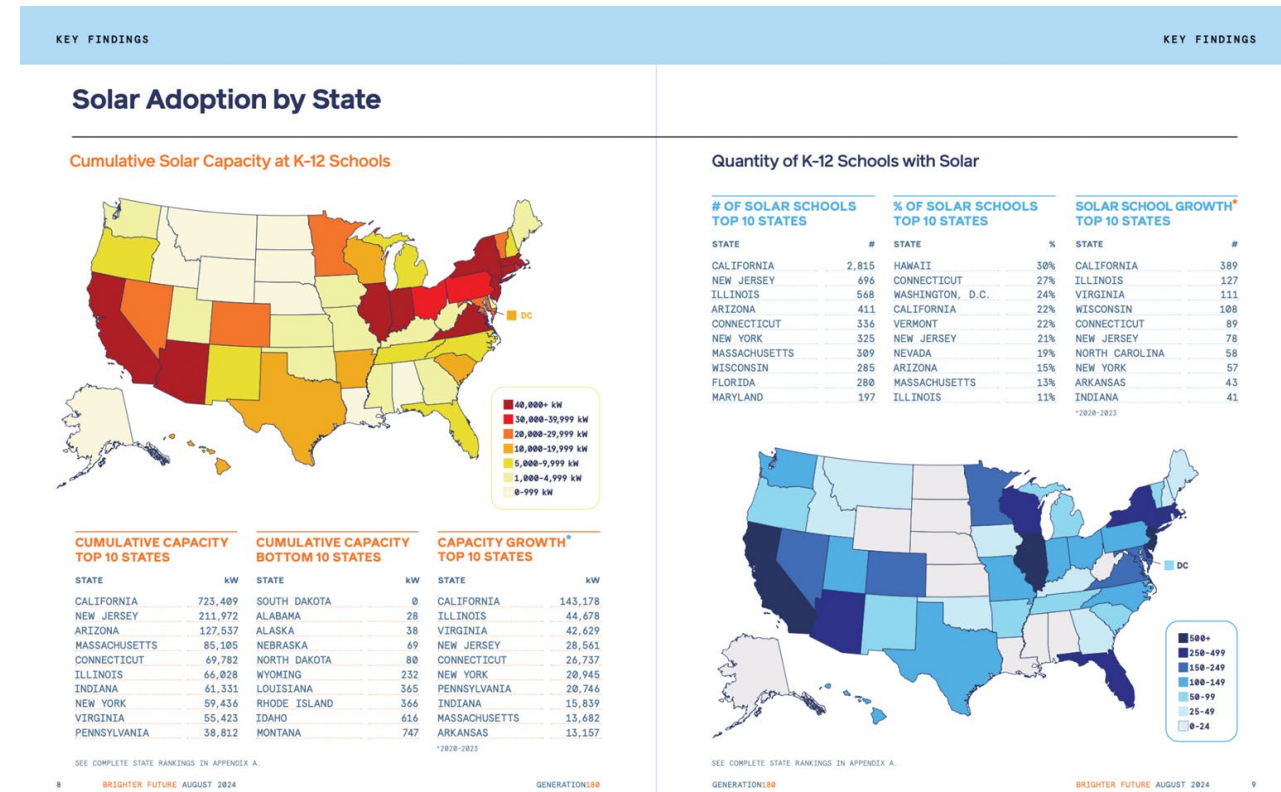 KEY FINDINGS
KEY FINDINGS
Solar Adoption by State
Cumulative Solar Capacity at K-12 Schools
DC
40,000+ kW
30,000-39,999 kW
20,000-29,999 kW
10,000-19,999 kW
5,000-9,999 kW
1,000-4,999 kW
0-999 kW
CUMULATIVE CAPACITY
TOP 10 STATES
STATE kW
CALIFORNIA 723,409
NEW JERSEY 211,972
ARIZONA 127,537
MASSACHUSETTS 85,105
CONNECTICUT 69,782
ILLINOIS 66,028
INDIANA 61,331
NEW YORK 59,436
VIRGINIA 55,423
PENNSYLVANIA 38,812
CUMULATIVE CAPACITY
BOTTOM 10 STATES
STATE kW
SOUTH DAKOTA 0
ALABAMA 28
ALASKA 38
NEBRASKA 69
NORTH DAKOTA 80
WYOMING 232
LOUISIANA 365
RHODE ISLAND 366
IDAHO 616
MONTANA 747
CAPACITY GROWTH*
TOP 10 STATES
STATE kW
CALIFORNIA 143,178
ILLINOIS 44,678
VIRGINIA 42,629
NEW JERSEY 28,561
CONNECTICUT 26,737
NEW YORK 20,945
PENNSYLVANIA 20,746
INDIANA 15,839
MASSACHUSETTS 13,682
ARKANSAS 13,157
*2020-2023
SEE COMPLETE STATE RANKINGS IN APPENDIX A.
8 BRIGHTER FUTURE AUGUST 2024 GENERATION180
Quantity of K-12 Schools with Solar
# OF SOLAR SCHOOLS
TOP 10 STATES
STATE #
CALIFORNIA 2,815
NEW JERSEY 696
ILLINOIS 568
ARIZONA 411
CONNECTICUT 336
NEW YORK 325
MASSACHUSETTS 309
WISCONSIN 285
FLORIDA 280
MARYLAND 197
% OF SOLAR SCHOOLS
TOP 10 STATES
STATE %
HAWAII 30%
CONNECTICUT 27%
WASHINGTON, D.C. 24%
CALIFORNIA 22%
VERMONT 22%
NEW JERSEY 21%
NEVADA 19%
ARIZONA 15%
MASSACHUSETTS 13%
ILLINOIS 11%
SOLAR SCHOOL GROWTH*
TOP 10 STATES
STATE #
CALIFORNIA 389
ILLINOIS 127
VIRGINIA 111
WISCONSIN 108
CONNECTICUT 89
NEW JERSEY 78
NORTH CAROLINA 58
NEW YORK 57
ARKANSAS 43
INDIANA 41
*2020-2023
DC
500+
250-499
150-249
100-149
50-99
25-49
0-24
SEE COMPLETE STATE RANKINGS IN APPENDIX A.
GENERATION180 BRIGHTER FUTURE AUGUST 2024 9